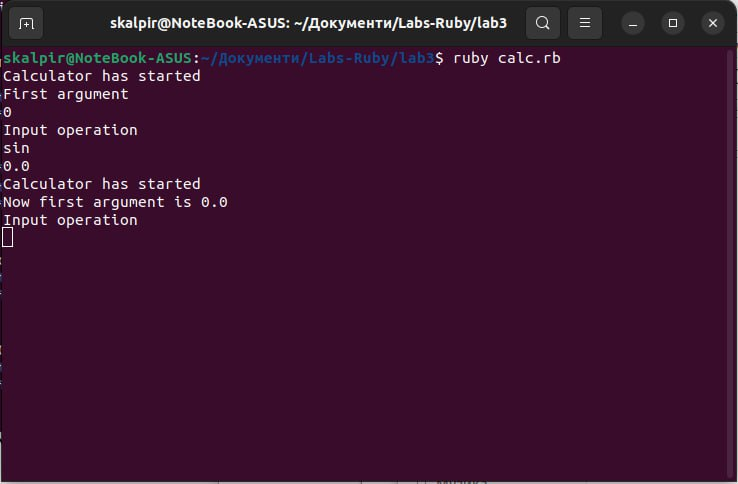 skalpir@NoteBook-ASUS: ~/Документи/Labs-Ruby/lab3
skalpir@NoteBook-ASUS:~/Документи/Labs-Ruby/lab3$ ruby calc.rb
Calculator has started
First argument
0
Input operation
sin
0.0
Calculator has started
Now first argument is 0.0
Input operation